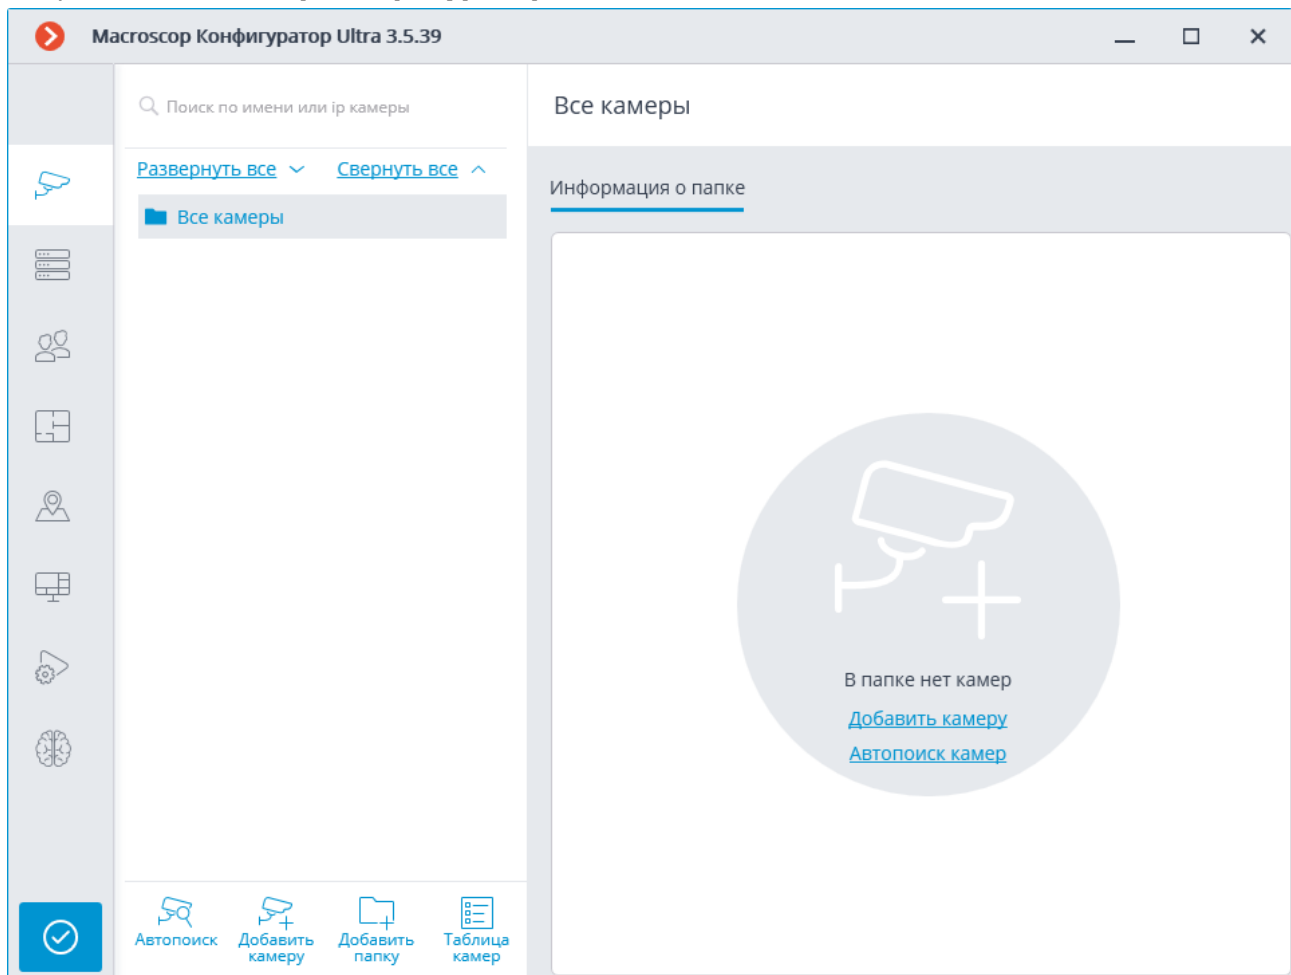 Macroscop Конфигуратор Ultra 3.5.39
Поиск по имени или ip камеры
Все камеры
Развернуть все
Свернуть все
Информация о папке
Все камеры
В папке нет камер
Добавить камеру
Автопоиск камер
Автопоиск
Добавить
камеру
Добавить
папку
Таблица
камер